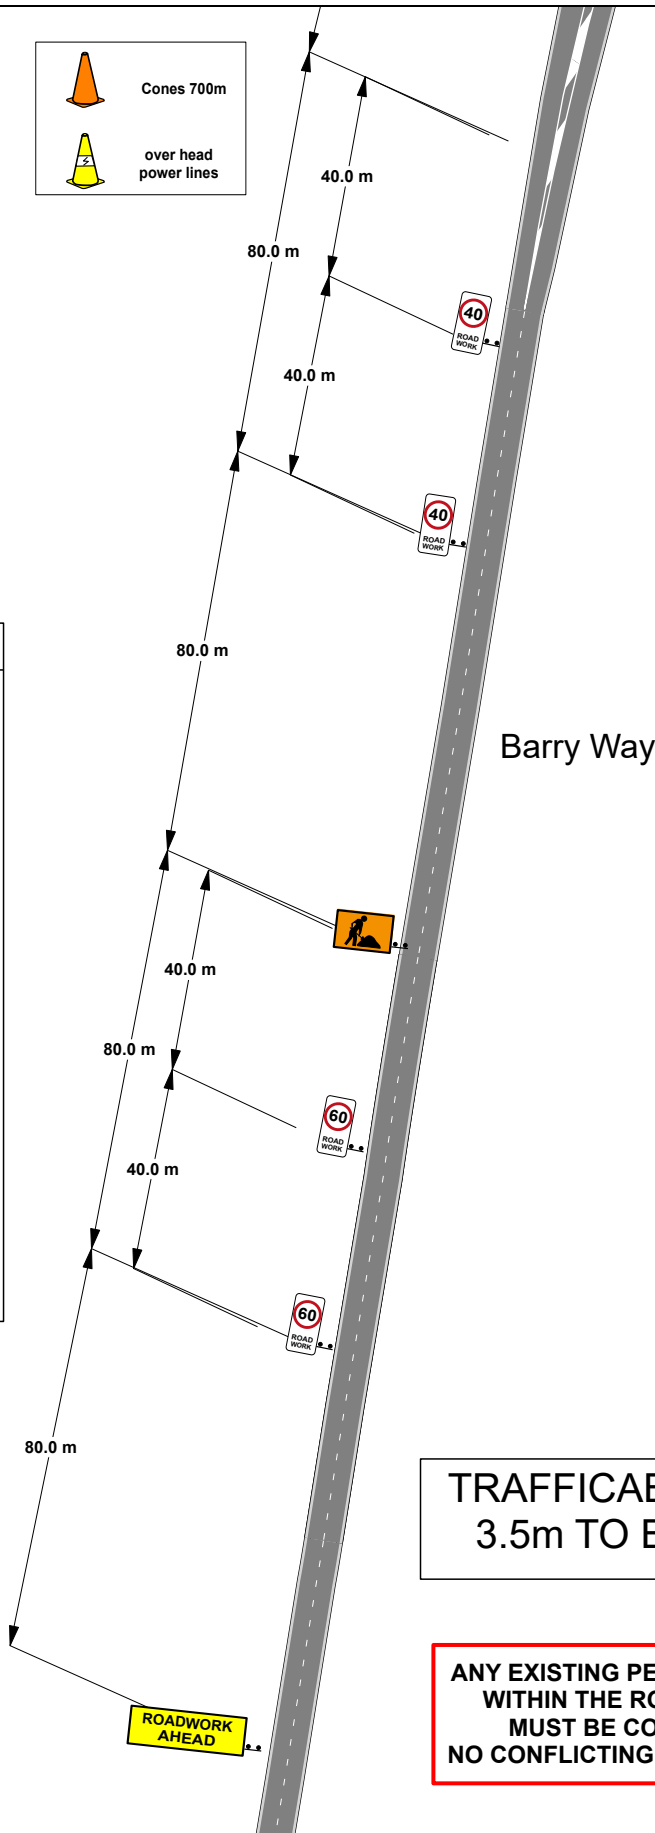 Cones 700m
over head
power lines
40.0 m
80.0 m
40
ROAD
WORK
40.0 m
40
ROAD
WORK
80.0 m
Barry Way
40.0 m
80.0 m
60
ROAD
WORK
40.0 m
60
ROAD
WORK
80.0 m
TRAFFICAB
3.5m TO B
ANY EXISTING PE
WITHIN THE RO
MUST BE CO
NO CONFLICTING
ROADWORK
AHEAD